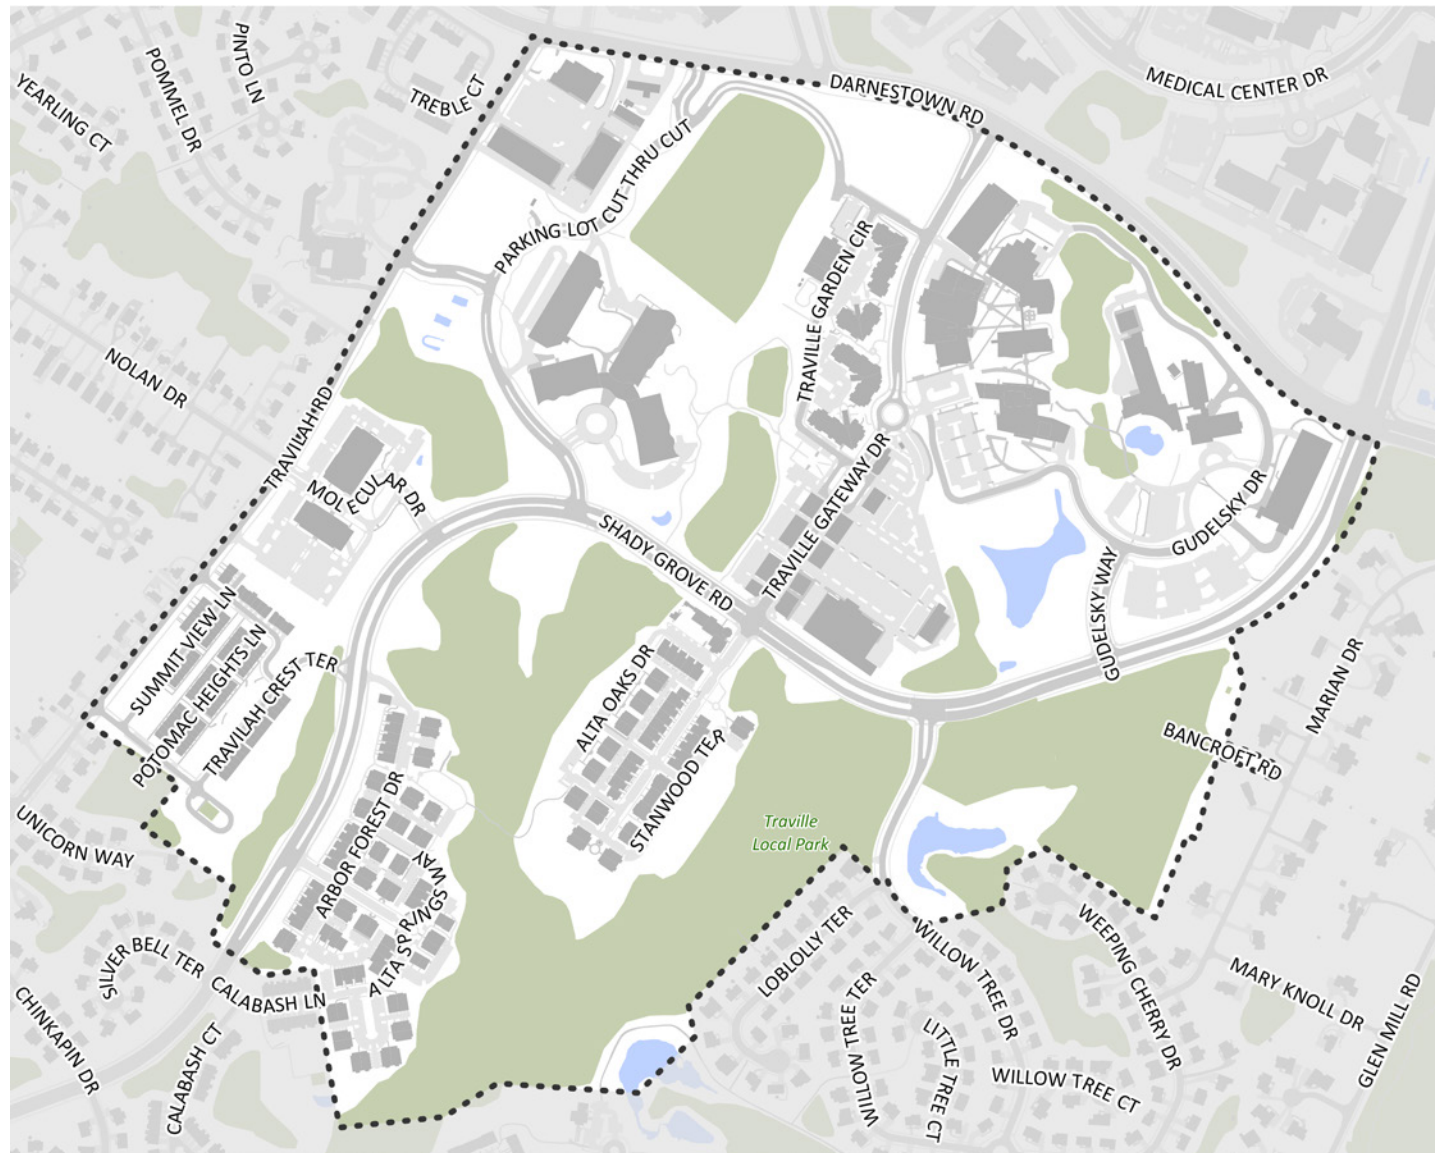 PINTO LN
POMMEL DR
YEARLING CT
TREBLE CT
DARNESTOWN RD
MEDICAL CENTER DR
PARKING LOT CUT-THRU CUT
TRAVILLE GARDEN CIR
NOLAN DR
TRAVILAH RD
MOLECULAR DR
TRAVILLE GATEWAY DR
SHADY GROVE RD
GUDELSKY DR
GUDELSKY WAY
SUMMIT VIEW LN
POTOMAC HEIGHTS LN
TRAVILAH CREST TER
ALTA OAKS DR
STANWOOD TER
MARIAN DR
BANCROFT RD
UNICORN WAY
ARBOR FOREST DR
ALTA SPRINGS WAY
Traville
Local Park
SILVER BELL TER
CALABASH LN
CHINKAPIN DR
CALABASH CT
LOBLOLLY TER
WILLOW TREE DR
WEEPING CHERRY DR
WILLOW TREE TER
LITTLE TREE CT
WILLOW TREE CT
MARY KNOLL DR
GLEN MILL RD